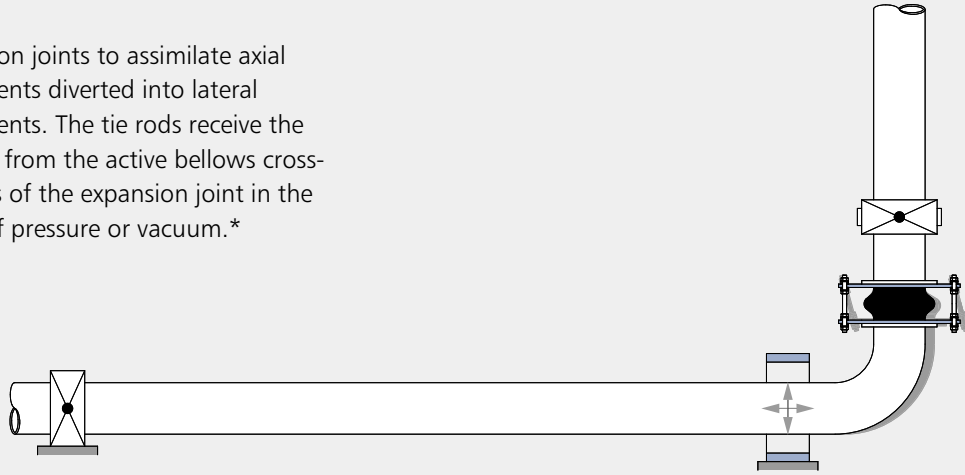 on joints to assimilate axial
ents diverted into lateral
ents. The tie rods receive the
from the active bellows cross-
s of the expansion joint in the
f pressure or vacuum.*